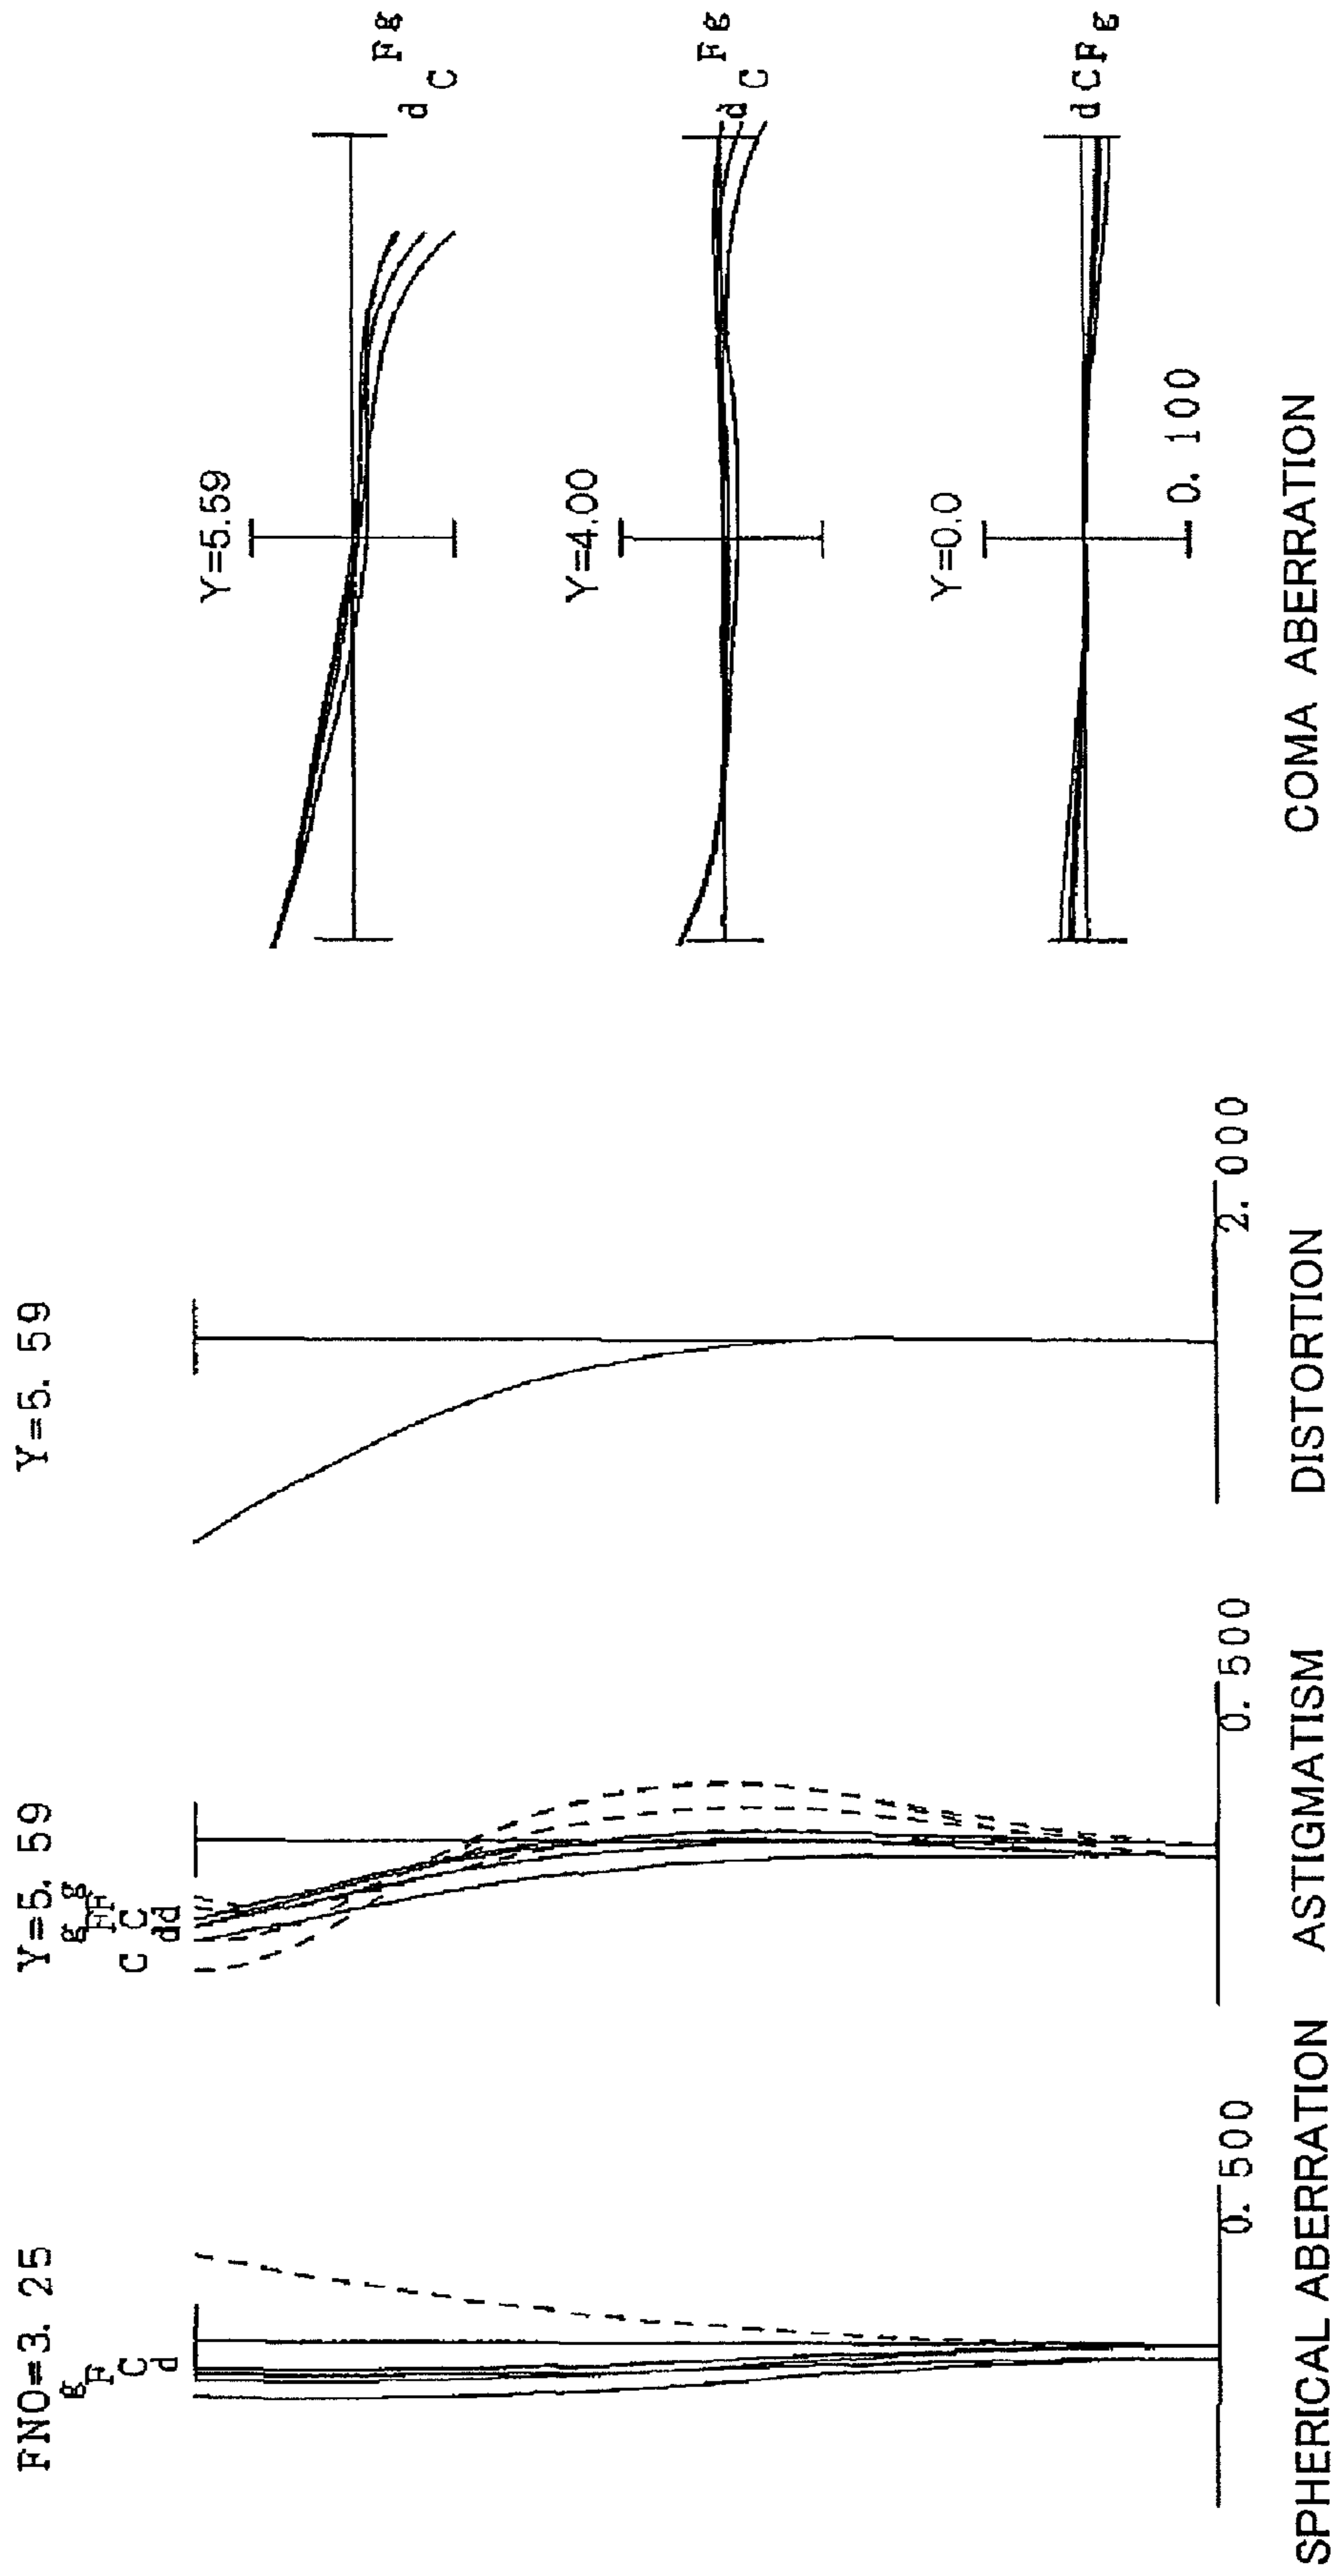 FNO=3. 25
g
F
C
d
0. 500
SPHERICAL ABERRATION
Y=5. 59
g
g
F
F
C
C
d
d
0. 500
ASTIGMATISM
Y=5. 59
2. 000
DISTORTION
Y=5.59
F g
d C
Y=4.00
F g
d C
Y=0.0
d C F g
0. 100
COMA ABERRATION